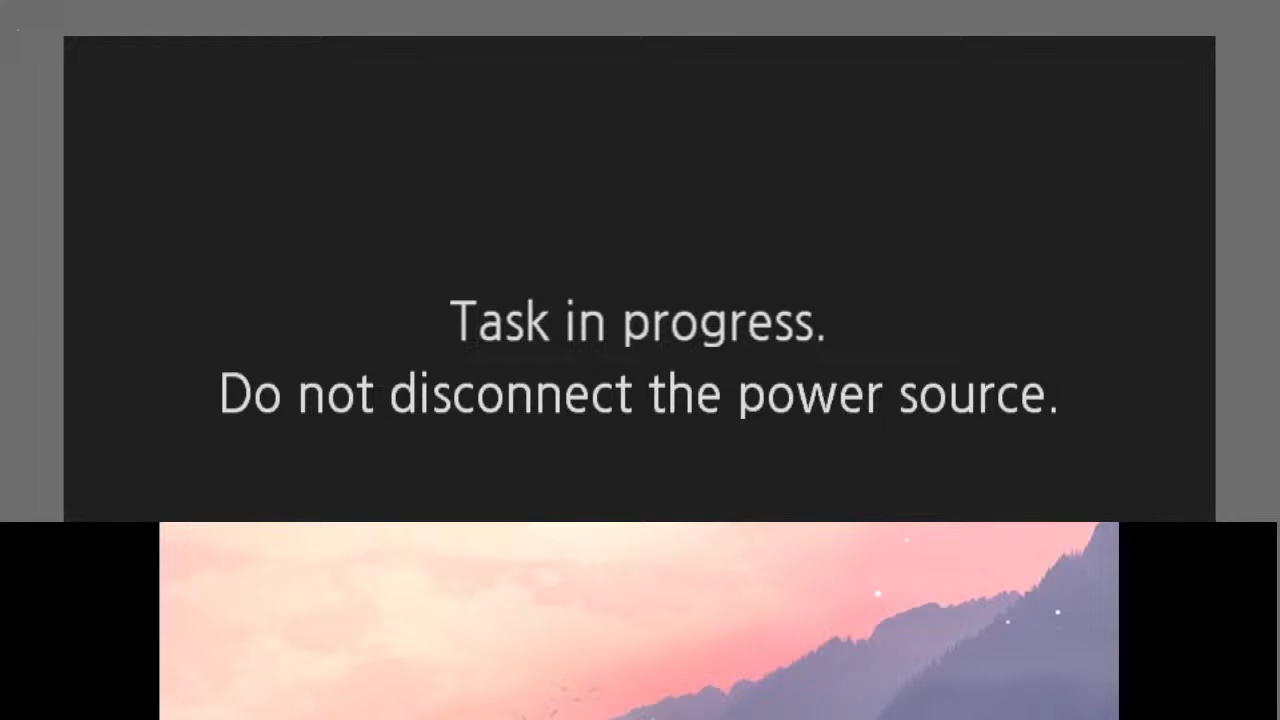 Task in progress.
Do not disconnect the power source.